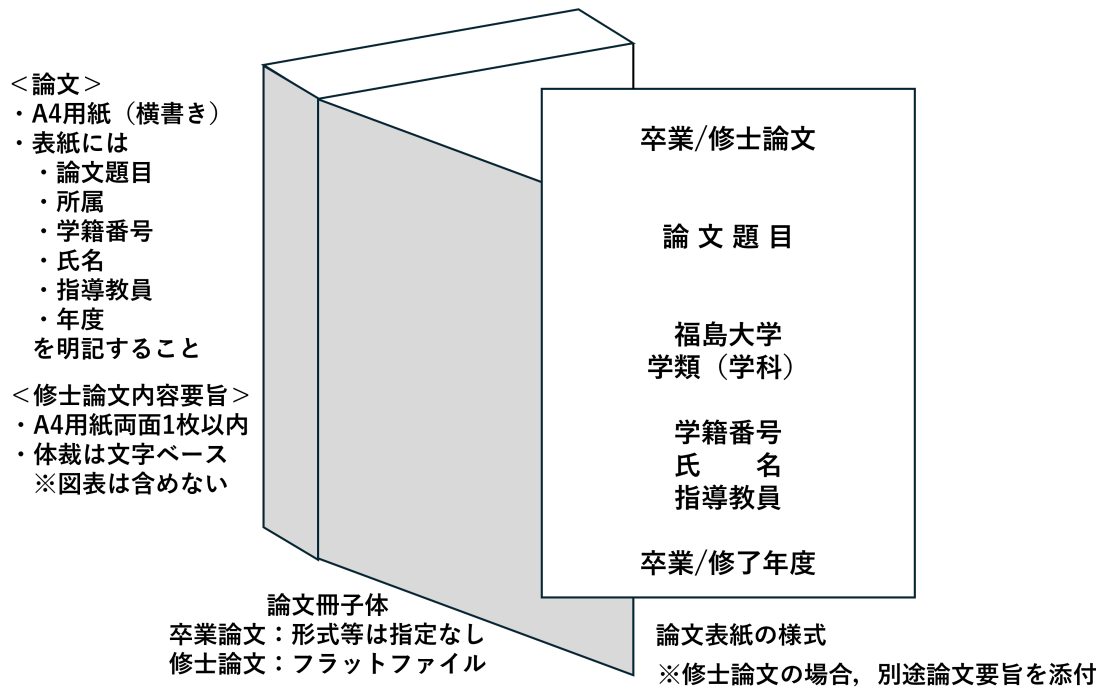 ＜論文＞
・A4用紙（横書き）
・表紙には
・論文題目
・所属
・学籍番号
・氏名
・指導教員
・年度
を明記すること
＜修士論文内容要旨＞
・A4用紙両面1枚以内
・体裁は文字ベース
※図表は含めない
卒業/修士論文
論 文 題 目
福島大学
学類（学科）
学籍番号
氏　　名
指導教員
卒業/修了年度
論文冊子体
卒業論文：形式等は指定なし
修士論文：フラットファイル
論文表紙の様式
※修士論文の場合，別途論文要旨を添付